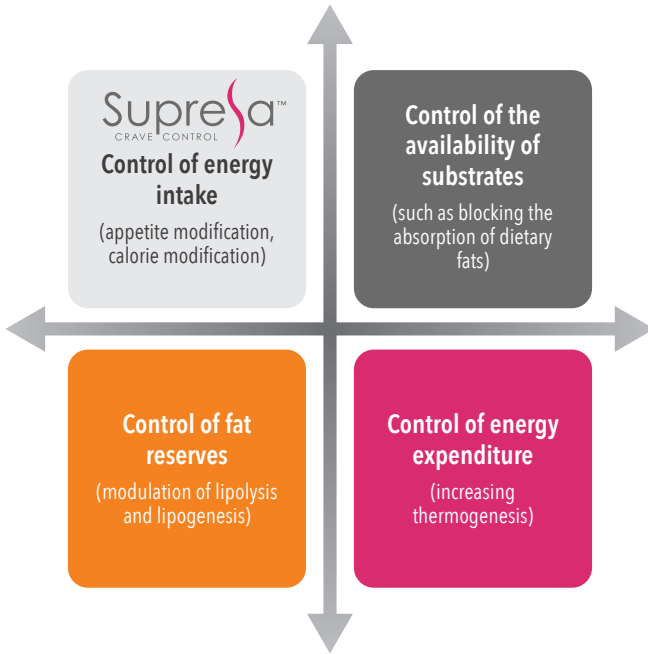 Supresa™
CRAVE CONTROL
Control of energy
intake
(appetite modification,
calorie modification)
Control of the
availability of
substrates
(such as blocking the
absorption of dietary
fats)
Control of fat
reserves
(modulation of lipolysis
and lipogenesis)
Control of energy
expenditure
(increasing
thermogenesis)